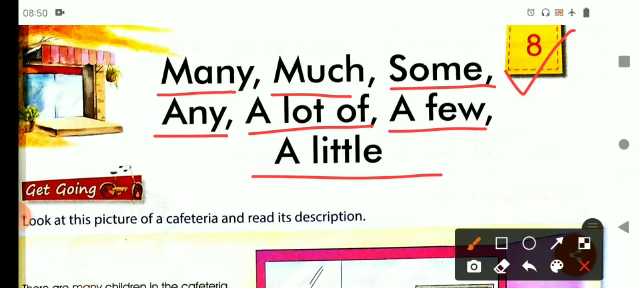 08:50
8
Many, Much, Some,
Any, A lot of, A few,
A little
Get Going
Look at this picture of a cafeteria and read its description.
There are many children in the cafeteria